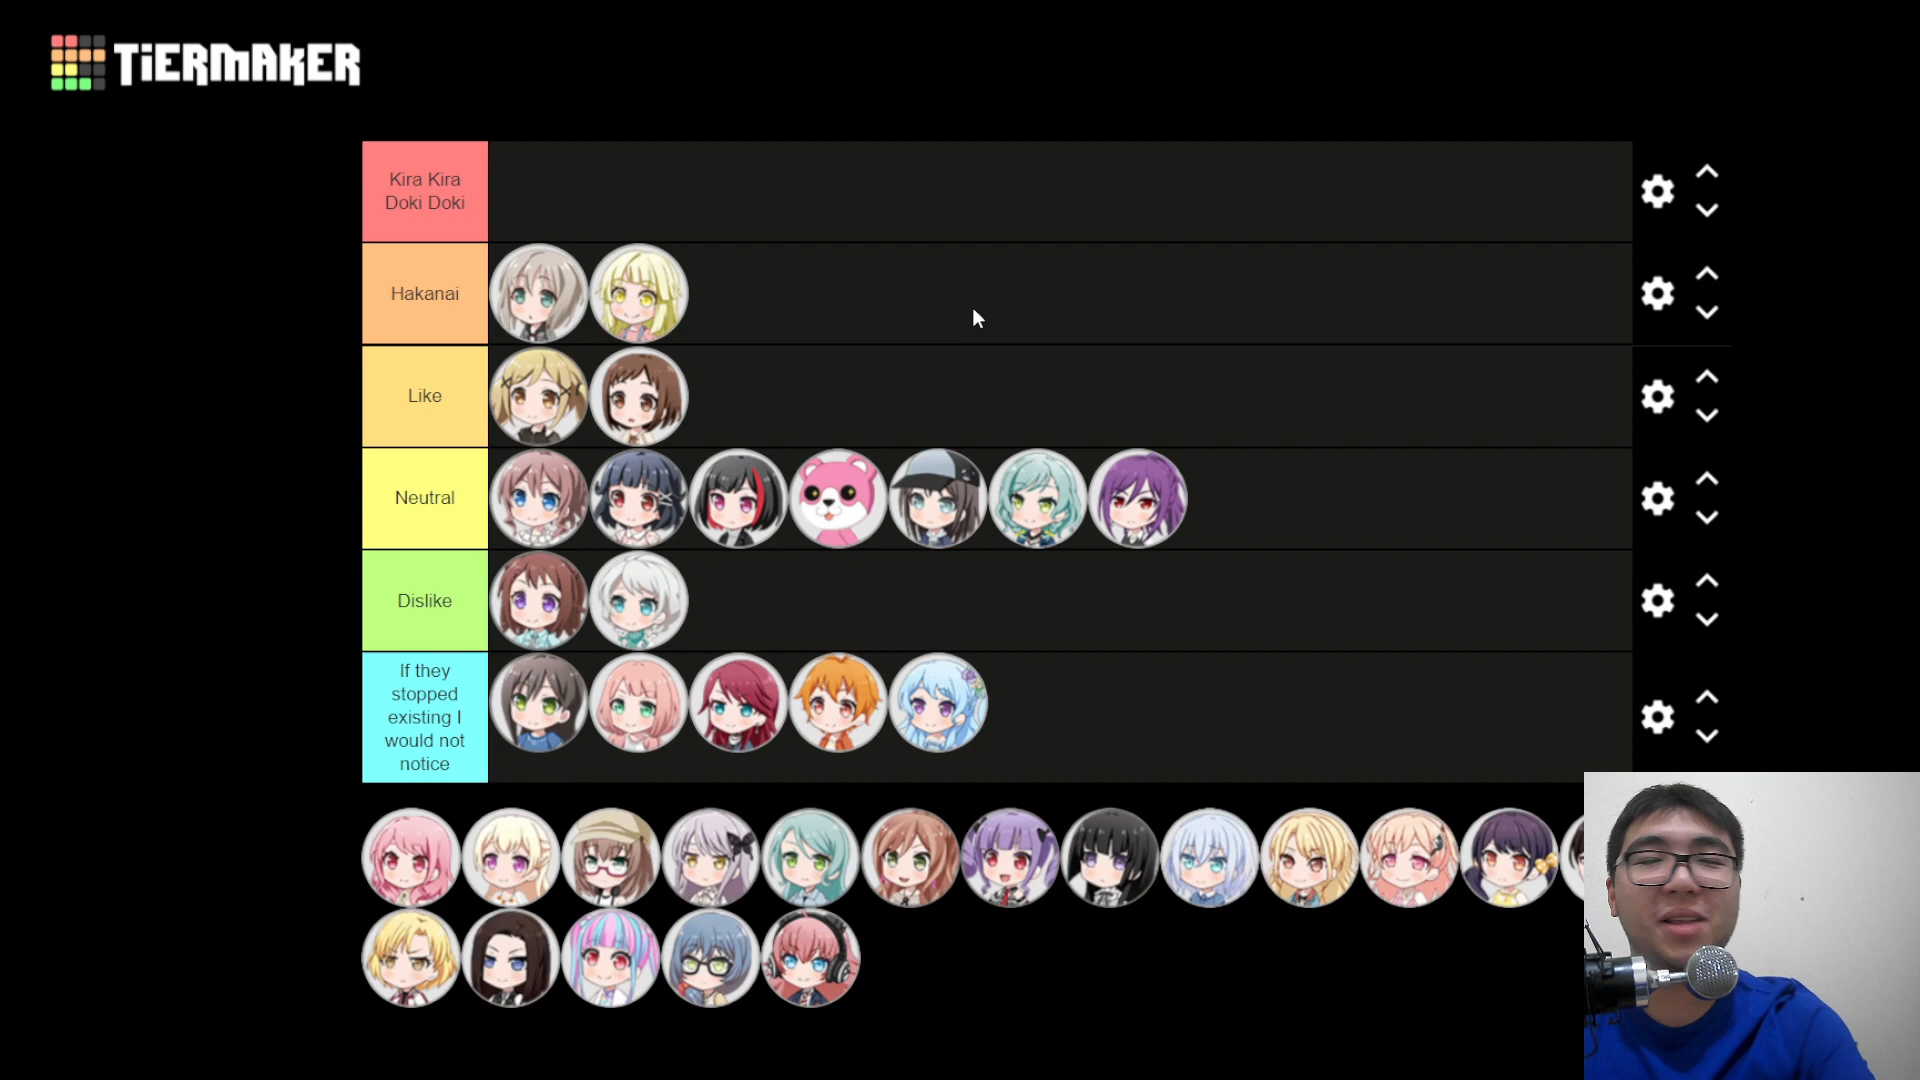 TiERMAKER
Kira Kira
Doki Doki
Hakanai
Like
Neutral
Dislike
If they
stopped
existing I
would not
notice